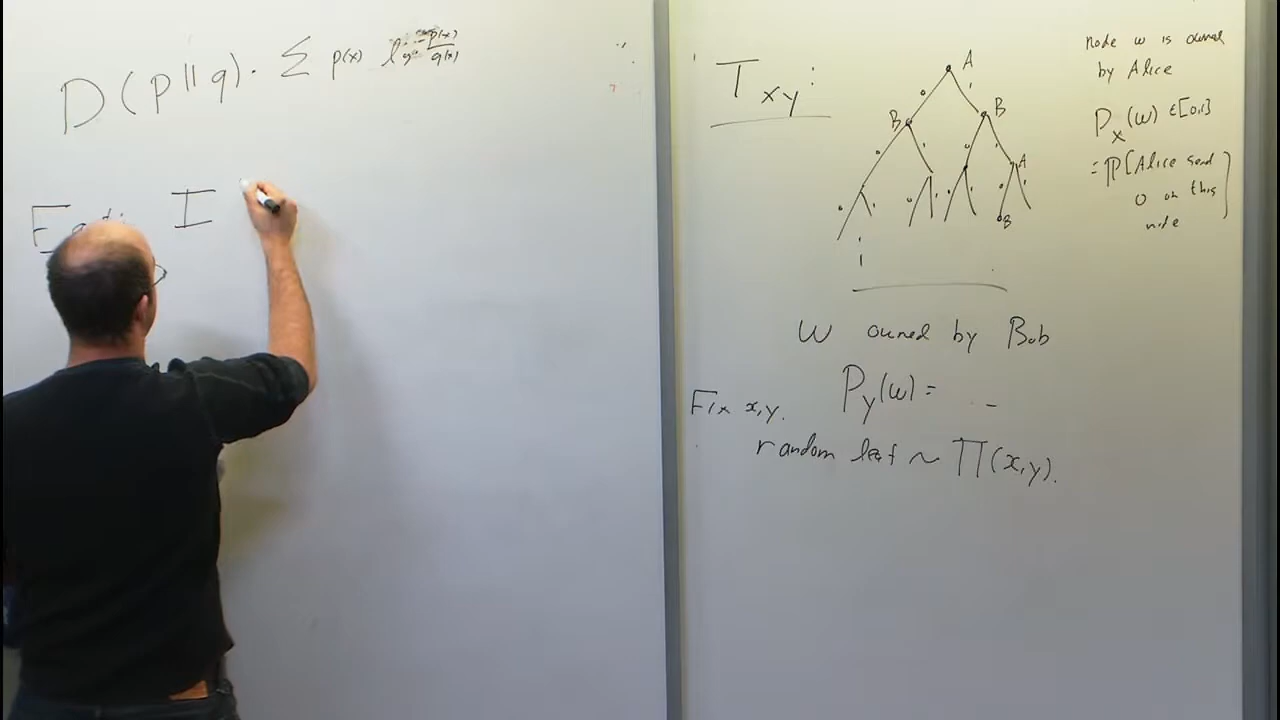 D(p||q). Σ p(x) lg p(x)/q(x)
I
T_xy :
A
B B
A
B
node w is owned
by Alice
P_x(w) ∈ [0,1]
= P[Alice send
0 on this
node]
w owned by Bob
P_y(w) = –
Fix x,y.
random leaf ~ Π(x,y).